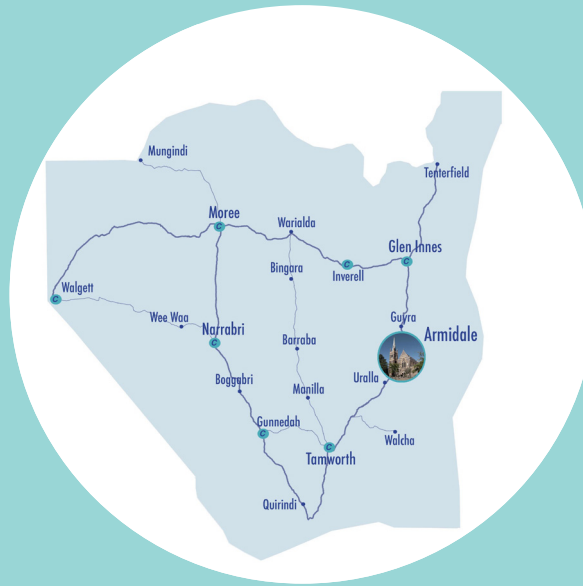 Mungindi
Tenterfield
Moree
Warialda
Glen Innes
Bingara
C
Inverell
C
Walgett
C
Wee Waa
Guyra
Narrabri
C
Armidale
Barraba
Boggabri
Manilla
Uralla
Gunnedah
C
Walcha
Tamworth
C
Quirindi
C